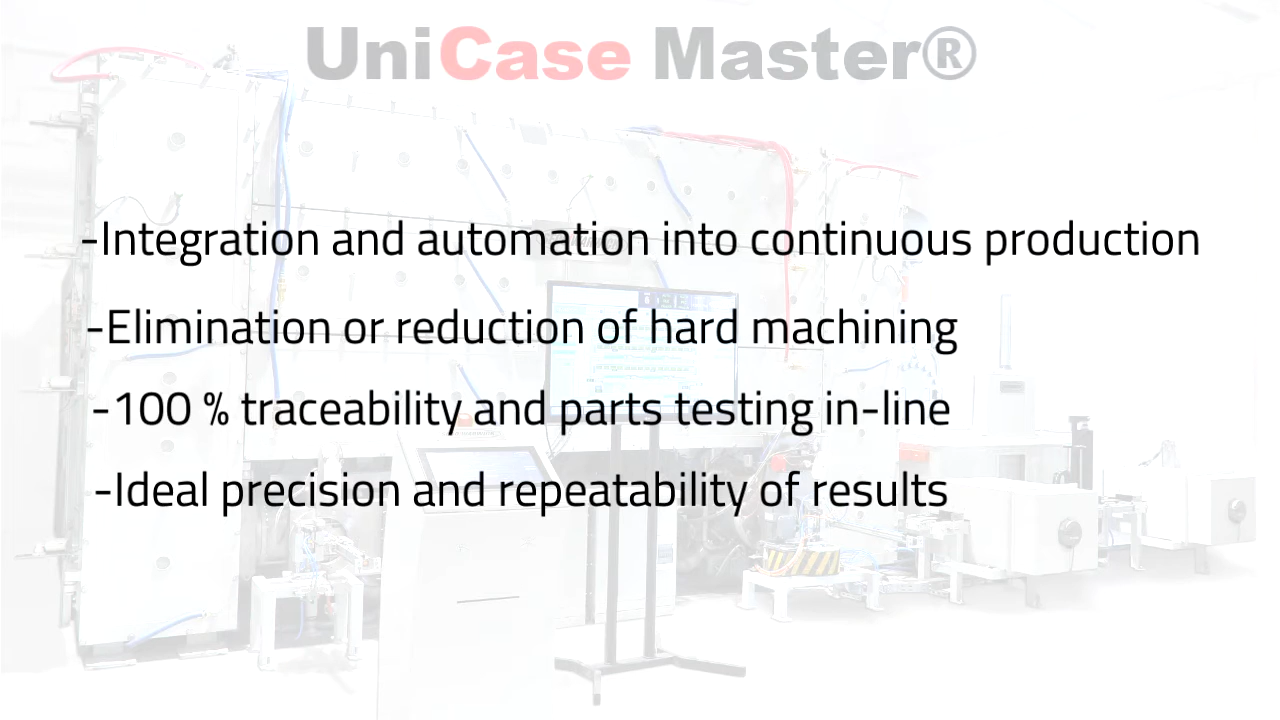 UniCase Master®
-Integration and automation into continuous production
-Elimination or reduction of hard machining
-100 % traceability and parts testing in-line
-Ideal precision and repeatability of results